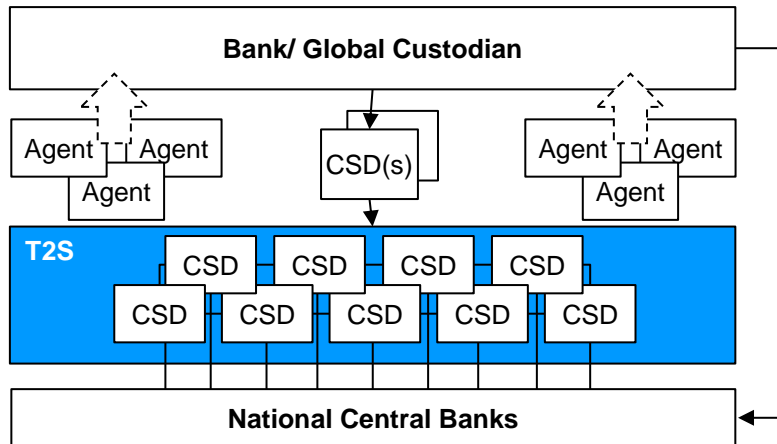 Bank/ Global Custodian
Agent
Agent
Agent
CSD(s)
Agent
Agent
Agent
T2S
CSD
CSD
CSD
CSD
CSD
CSD
CSD
CSD
CSD
National Central Banks